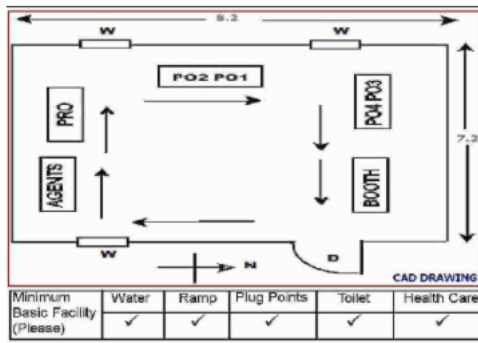 8.2
W W
PO2 PO1
PRO
PO4 PO3
7.2
AGENTS
BOOTH
W
D
N
CAD DRAWING
Minimum Basic Facility (Please) Water Ramp Plug Points Toilet Health Care
✓ ✓ ✓ ✓ ✓